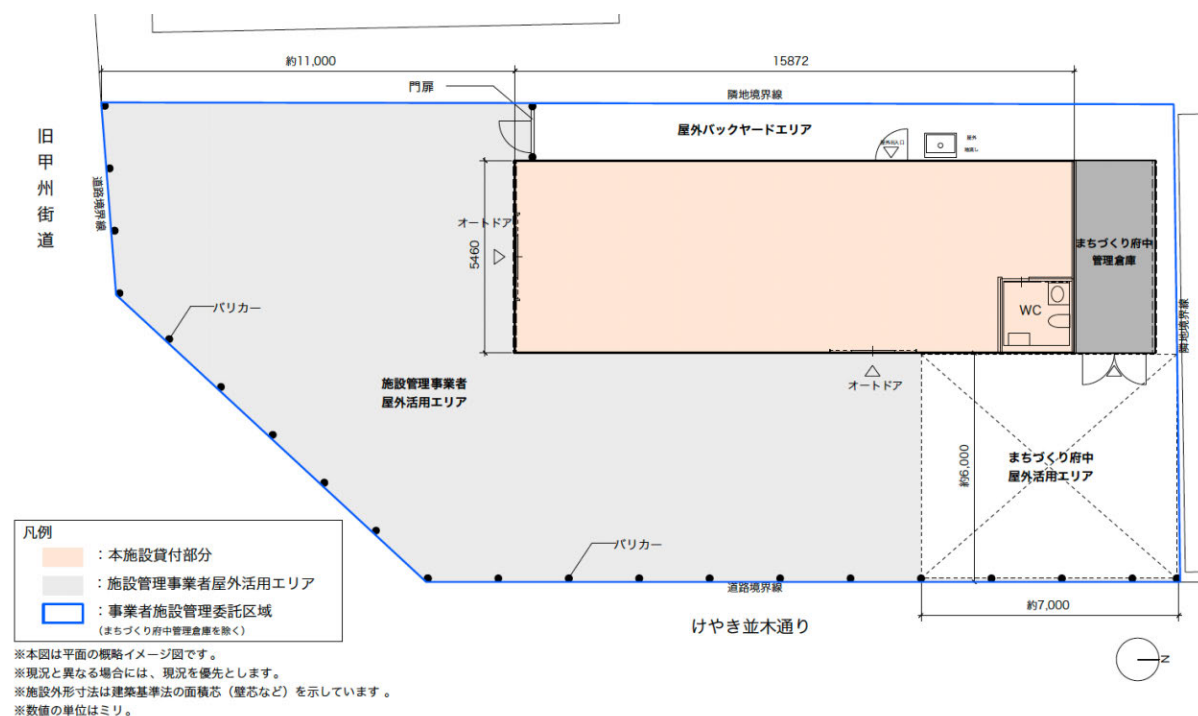 約11,000
15872
門扉
隣地境界線
屋外バックヤードエリア
屋外出入口
屋外
地流し
旧甲州街道
道路境界線
オートドア
5460
まちづくり府中
管理倉庫
WC
隣地境界線
バリカー
オートドア
施設管理事業者
屋外活用エリア
約6,000
まちづくり府中
屋外活用エリア
バリカー
道路境界線
約7,000
けやき並木通り
N
凡例
：本施設貸付部分
：施設管理事業者屋外活用エリア
：事業者施設管理委託区域
（まちづくり府中管理倉庫を除く）
※本図は平面の概略イメージ図です。
※現況と異なる場合には、現況を優先とします。
※施設外形寸法は建築基準法の面積芯（壁芯など）を示しています 。
※数値の単位はミリ。